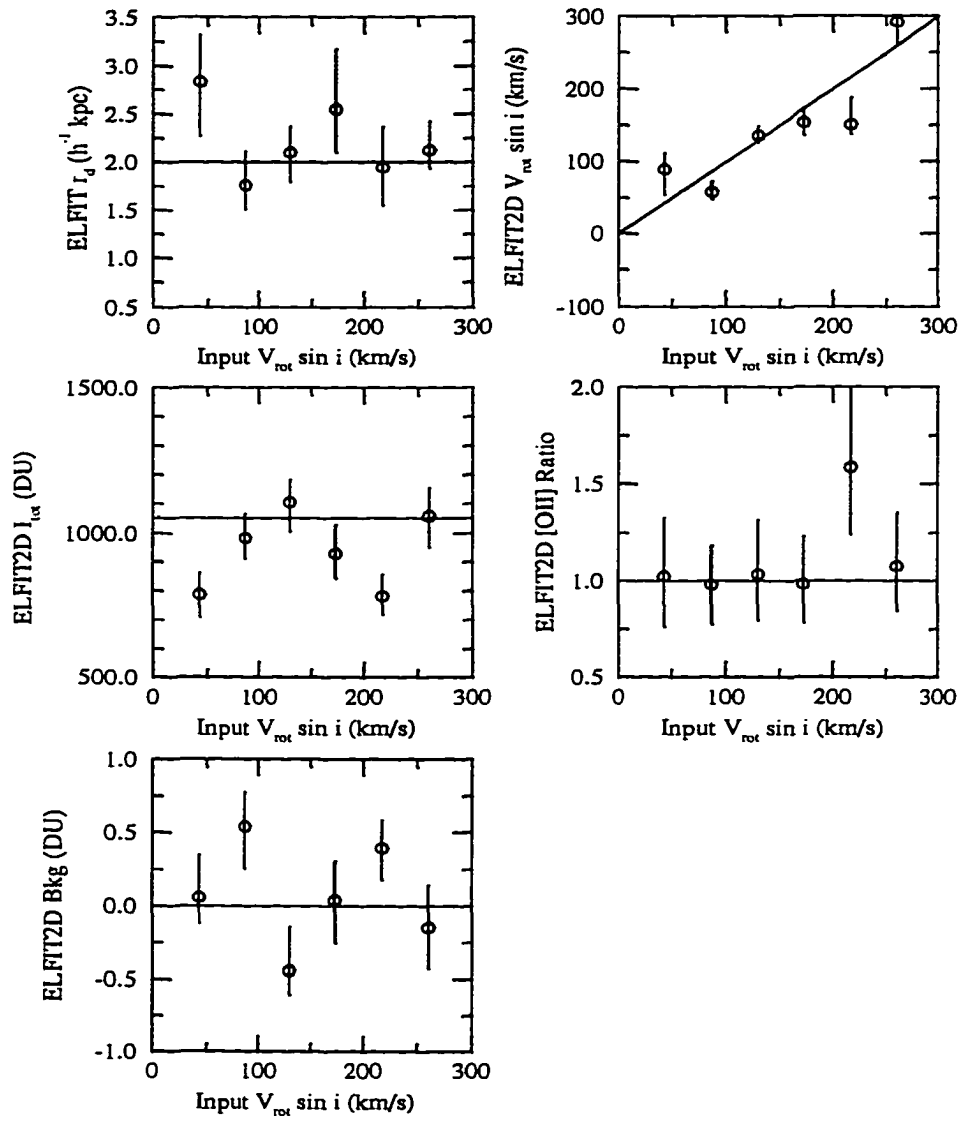 3.5
3.0
2.5
2.0
1.5
1.0
0.5
ELFIT r_d (h^-1 kpc)
0 100 200 300
Input V_rot sin i (km/s)
300
200
100
0
-100
ELFIT2D V_rot sin i (km/s)
0 100 200 300
Input V_rot sin i (km/s)
1500.0
1000.0
500.0
ELFIT2D I_tot (DU)
0 100 200 300
Input V_rot sin i (km/s)
2.0
1.5
1.0
0.5
ELFIT2D [OII] Ratio
0 100 200 300
Input V_rot sin i (km/s)
1.0
0.5
0.0
-0.5
-1.0
ELFIT2D Bkg (DU)
0 100 200 300
Input V_rot sin i (km/s)